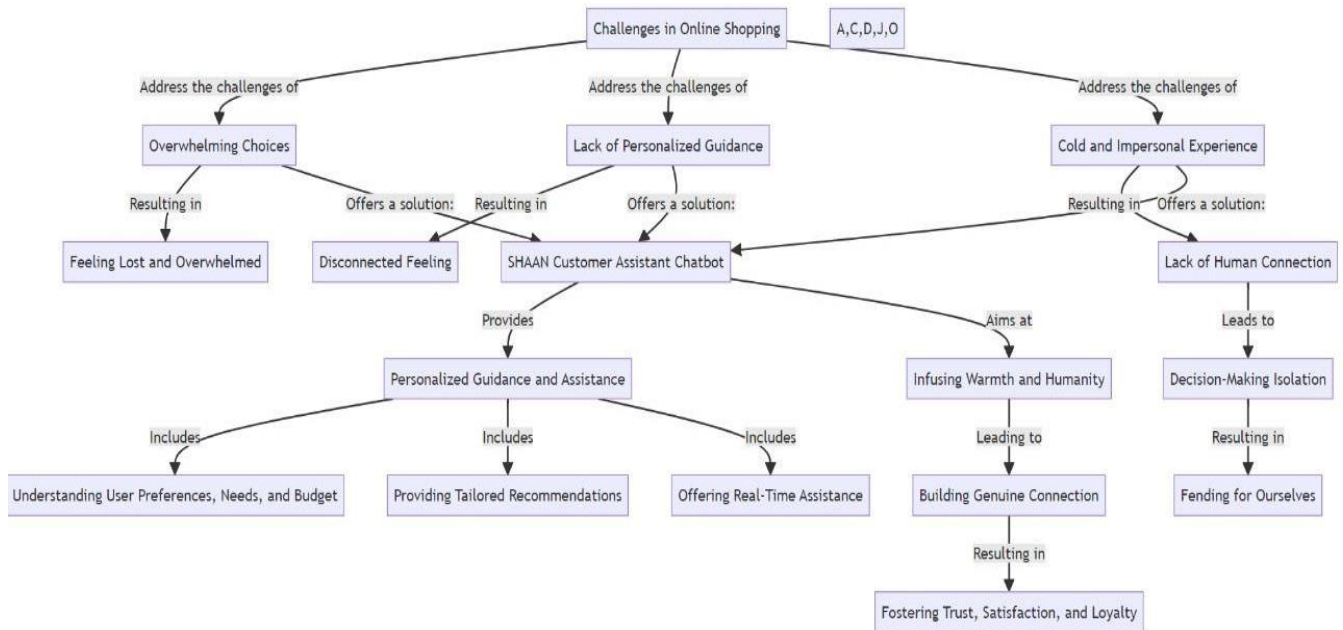 Challenges in Online Shopping
A,C,D,J,O
Address the challenges of
Address the challenges of
Address the challenges of
Overwhelming Choices
Lack of Personalized Guidance
Cold and Impersonal Experience
Resulting in
Offers a solution:
Resulting in
Offers a solution:
Resulting in
Offers a solution:
Feeling Lost and Overwhelmed
Disconnected Feeling
SHAAN Customer Assistant Chatbot
Lack of Human Connection
Provides
Aims at
Leads to
Personalized Guidance and Assistance
Infusing Warmth and Humanity
Decision-Making Isolation
Includes
Includes
Includes
Leading to
Resulting in
Understanding User Preferences, Needs, and Budget
Providing Tailored Recommendations
Offering Real-Time Assistance
Building Genuine Connection
Fending for Ourselves
Resulting in
Fostering Trust, Satisfaction, and Loyalty